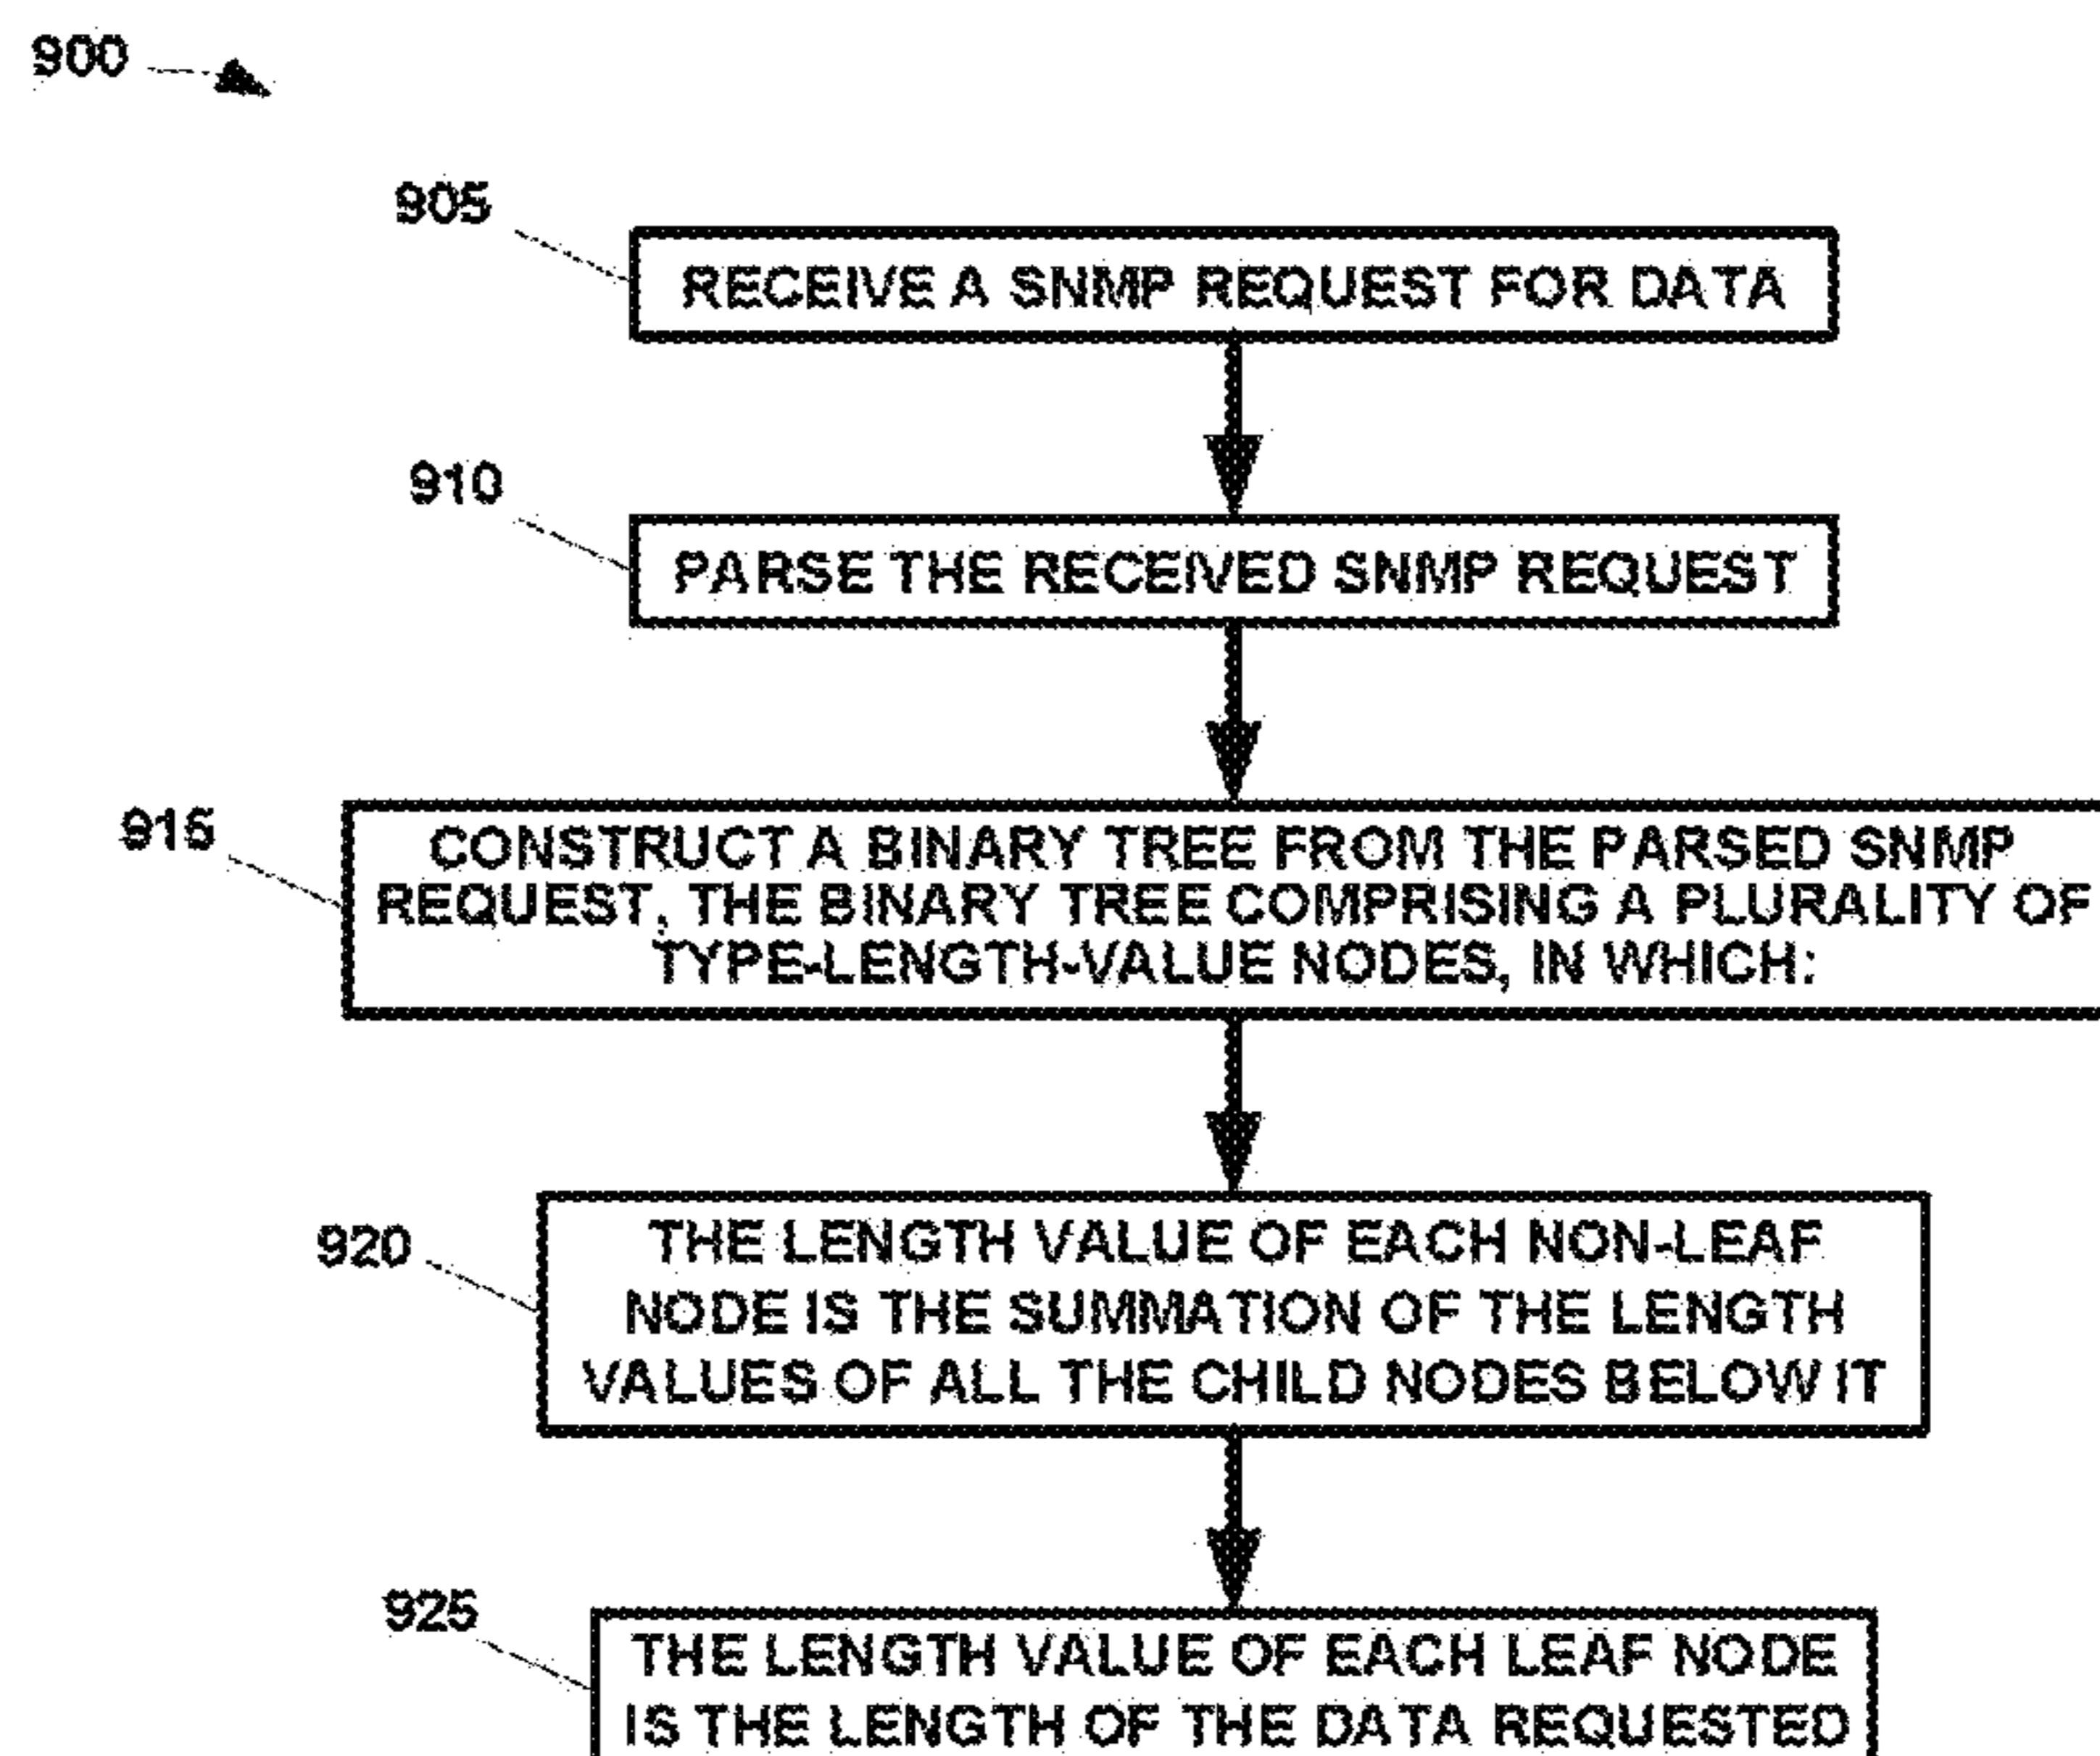 900
905
RECEIVE A SNMP REQUEST FOR DATA
910
PARSE THE RECEIVED SNMP REQUEST
915
CONSTRUCT A BINARY TREE FROM THE PARSED SNMP
REQUEST, THE BINARY TREE COMPRISING A PLURALITY OF
TYPE-LENGTH-VALUE NODES, IN WHICH:
920
THE LENGTH VALUE OF EACH NON-LEAF
NODE IS THE SUMMATION OF THE LENGTH
VALUES OF ALL THE CHILD NODES BELOW IT
925
THE LENGTH VALUE OF EACH LEAF NODE
IS THE LENGTH OF THE DATA REQUESTED